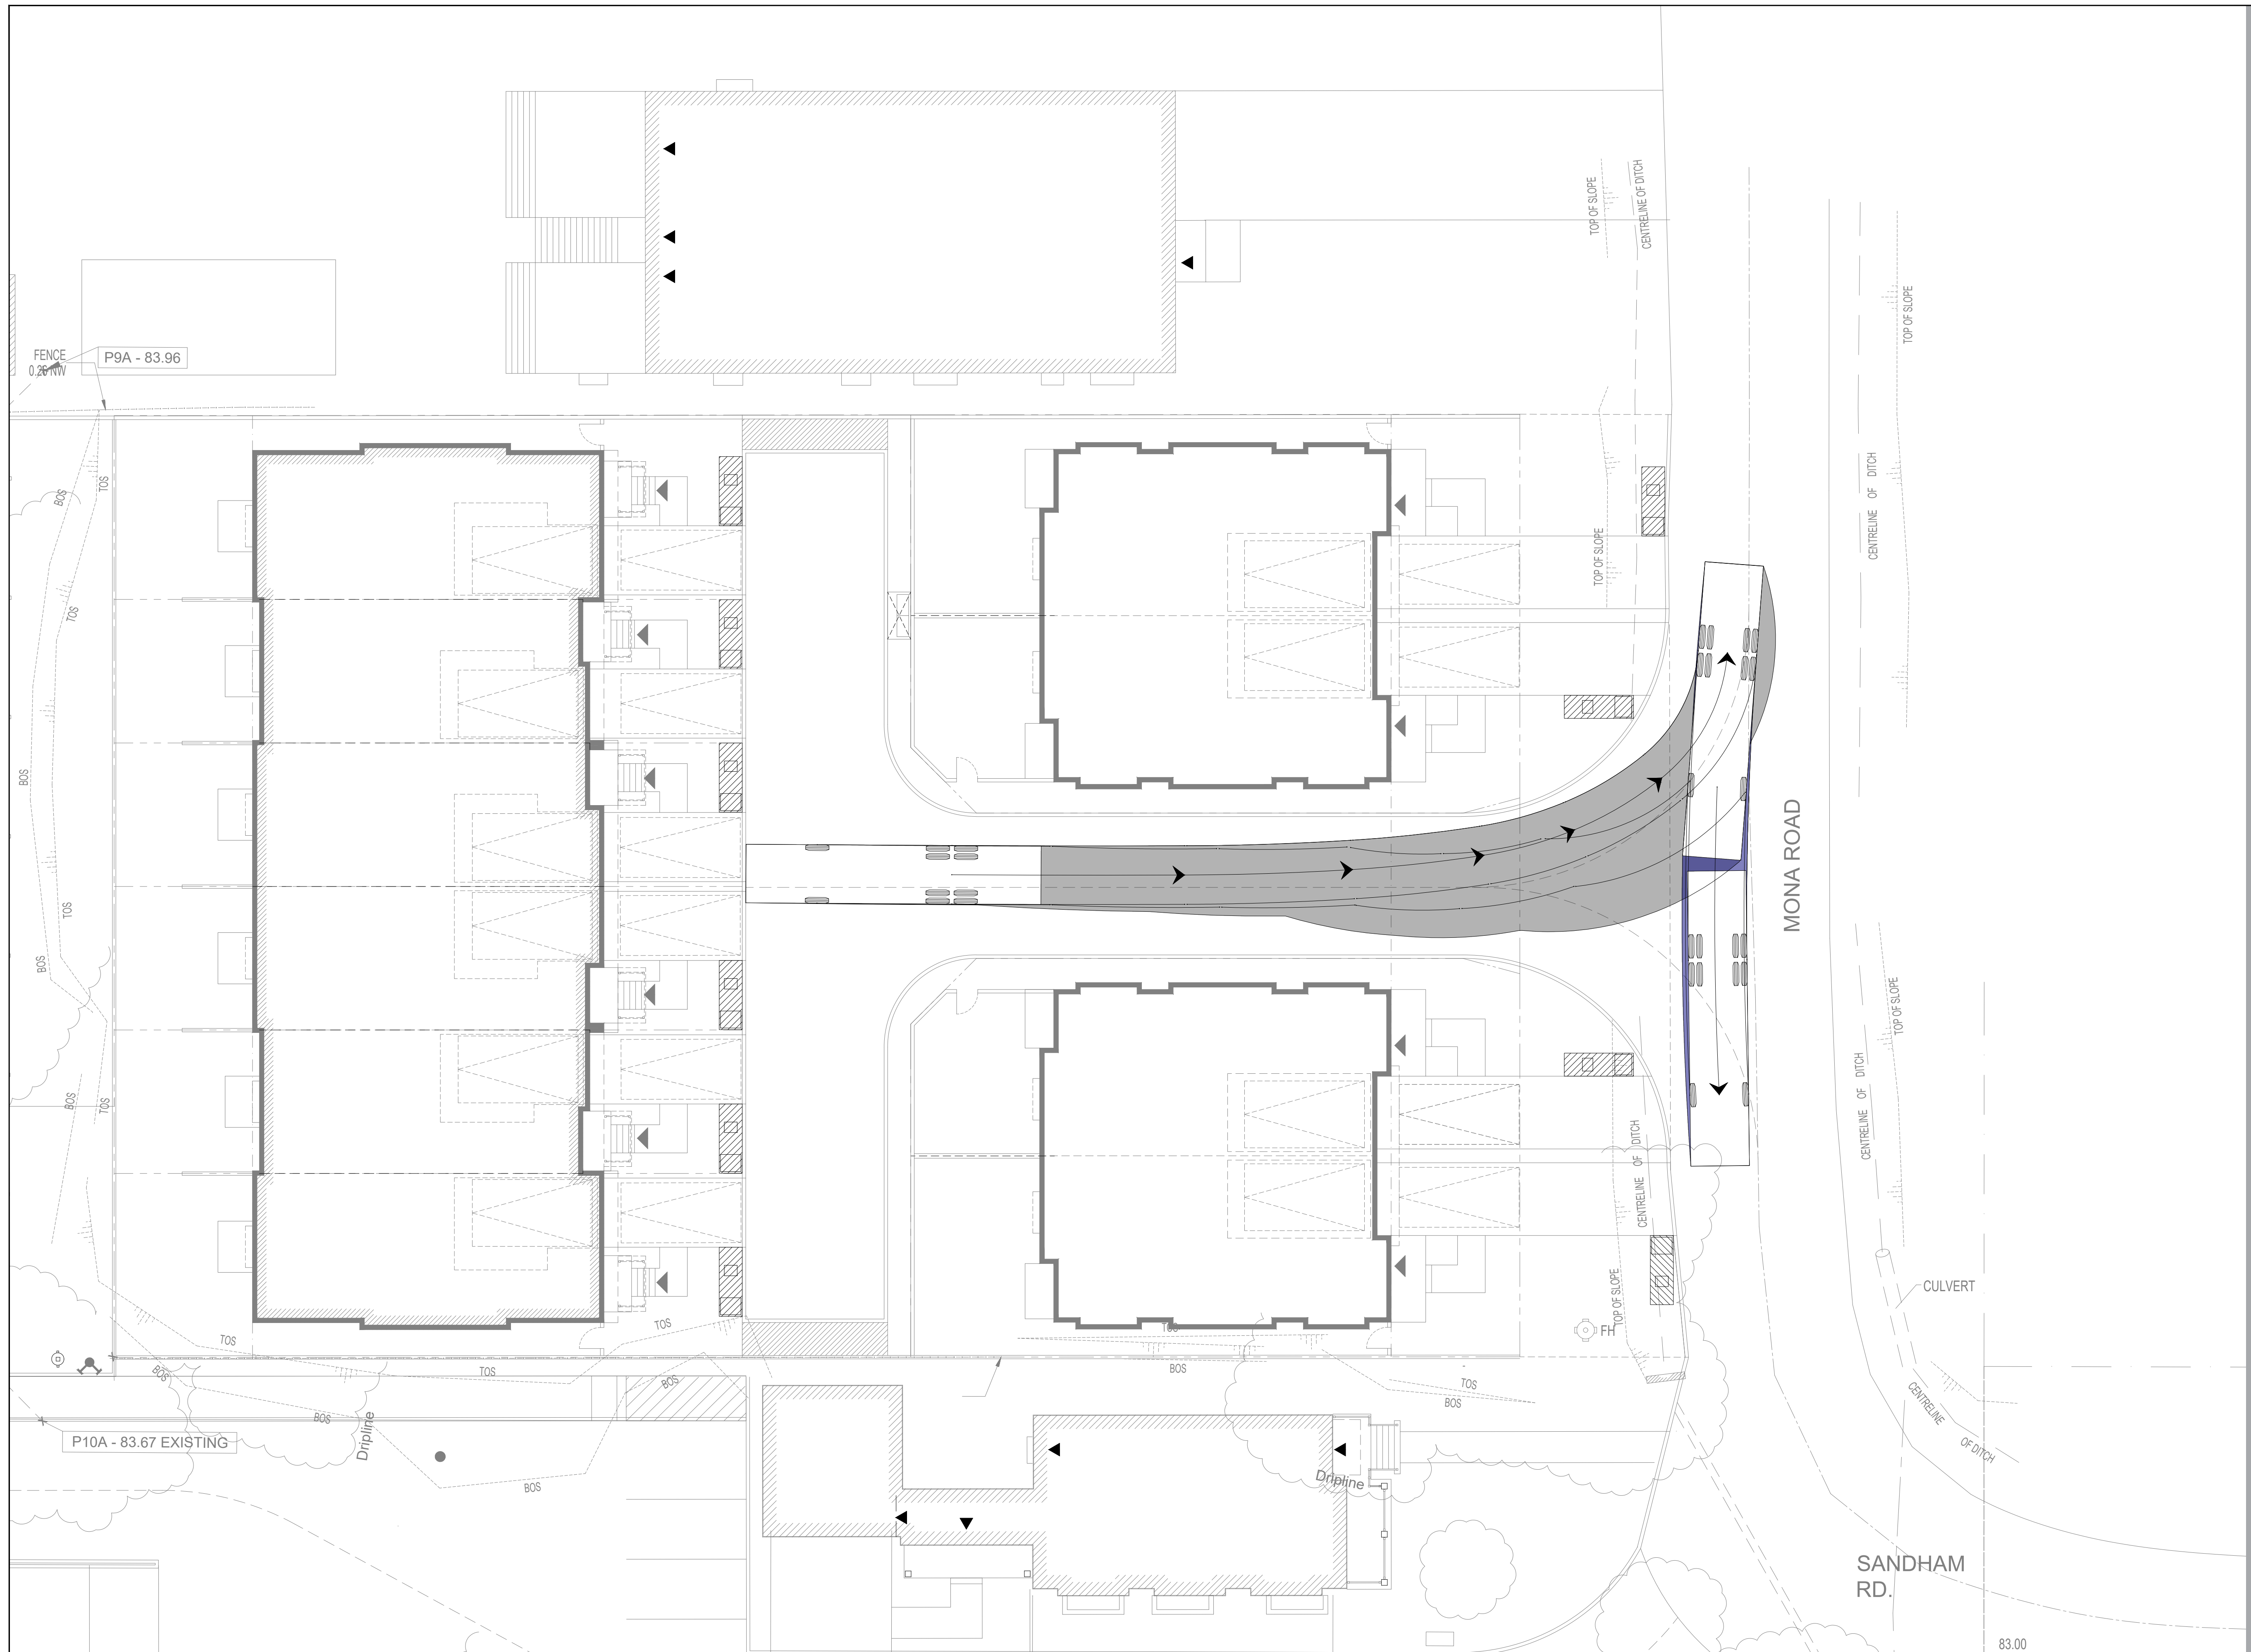 TOP OF SLOPE
CENTRELINE OF DITCH
TOP OF SLOPE
FENCE
0.26 NW
P9A - 83.96
BOS
TOS
CENTRELINE OF DITCH
TOP OF SLOPE
TOS
BOS
MONA ROAD
TOS
BOS
TOP OF SLOPE
BOS
TOS
CENTRELINE OF DITCH
CENTRELINE OF DITCH
TOP OF SLOPE
CULVERT
FH
TOS
TOS
TOS
BOS
TOS
BOS
BOS
TOS
BOS
BOS
Dripline
P10A - 83.67 EXISTING
BOS
Dripline
CENTRELINE
OF DITCH
SANDHAM
RD.
83.00